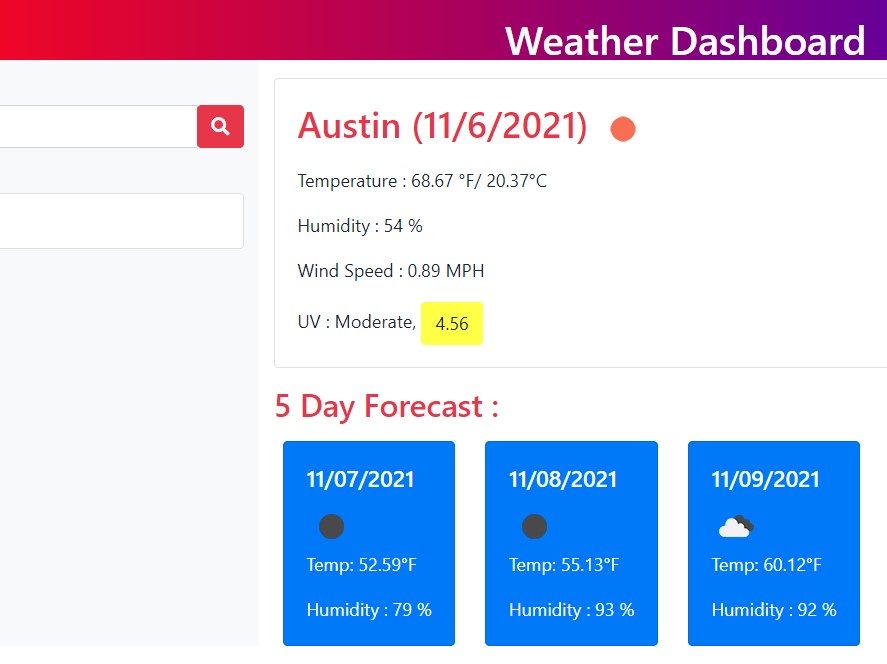 Weather Dashboard
Austin (11/6/2021)
Temperature : 68.67 °F/ 20.37°C
Humidity : 54 %
Wind Speed : 0.89 MPH
UV : Moderate, 4.56
5 Day Forecast :
11/07/2021
Temp: 52.59°F
Humidity : 79 %
11/08/2021
Temp: 55.13°F
Humidity : 93 %
11/09/2021
Temp: 60.12°F
Humidity : 92 %